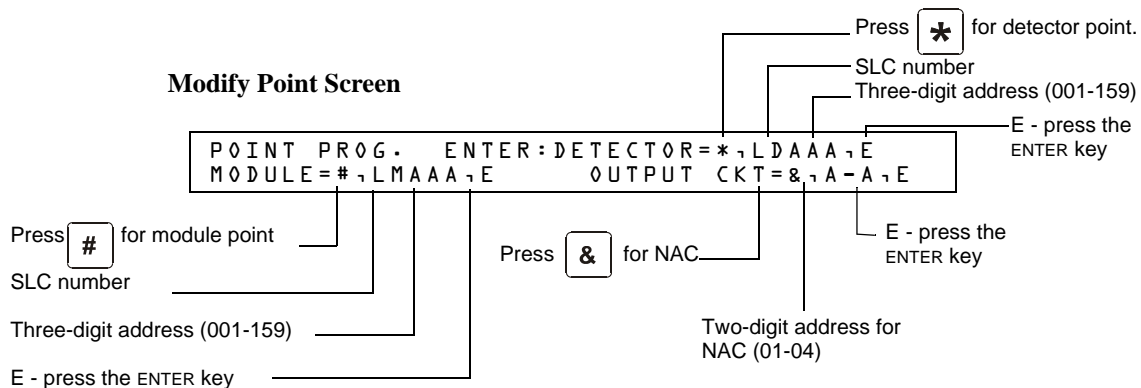 Press * for detector point.
SLC number
Three-digit address (001-159)
E - press the
ENTER key
Modify Point Screen
POINT PROG. ENTER:DETECTOR=*,LDAAA,E
MODULE=#,LMAAA,E OUTPUT CKT=&,A-A,E
Press # for module point
SLC number
Three-digit address (001-159)
E - press the ENTER key
Press & for NAC
E - press the
ENTER key
Two-digit address for
NAC (01-04)